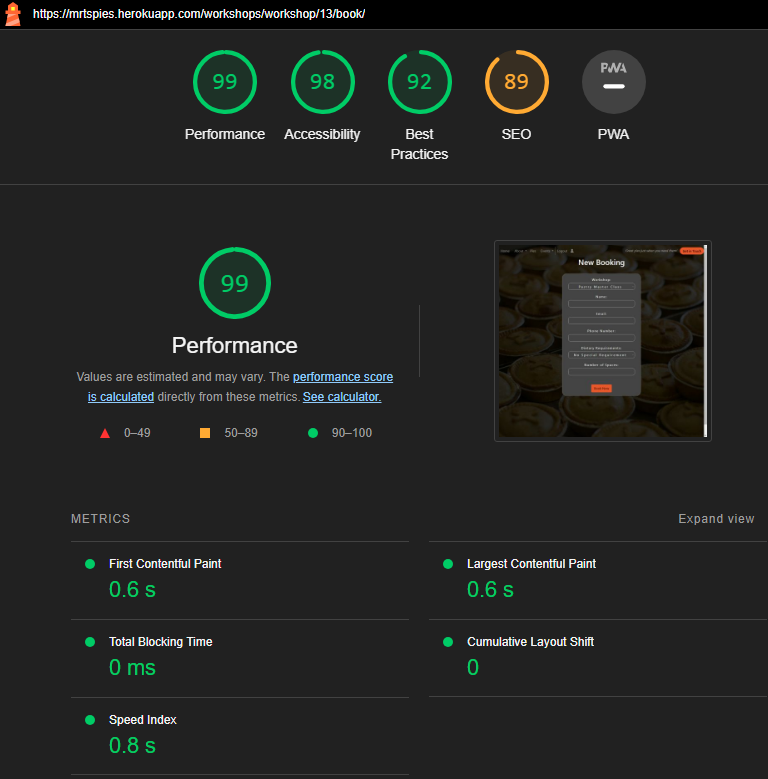 https://mrtspies.herokuapp.com/workshops/workshop/13/book/
99 98 92 89 PWA
Performance Accessibility Best Practices SEO PWA
99
Performance
Values are estimated and may vary. The performance score
is calculated directly from these metrics. See calculator.
0–49 50–89 90–100
New Booking
Workshop
Pastry Master Class
Name
Email
Phone Number
Dietary Requirements
No Special Requirement
Number of Spaces
METRICS Expand view
First Contentful Paint Largest Contentful Paint
0.6 s 0.6 s
Total Blocking Time Cumulative Layout Shift
0 ms 0
Speed Index
0.8 s